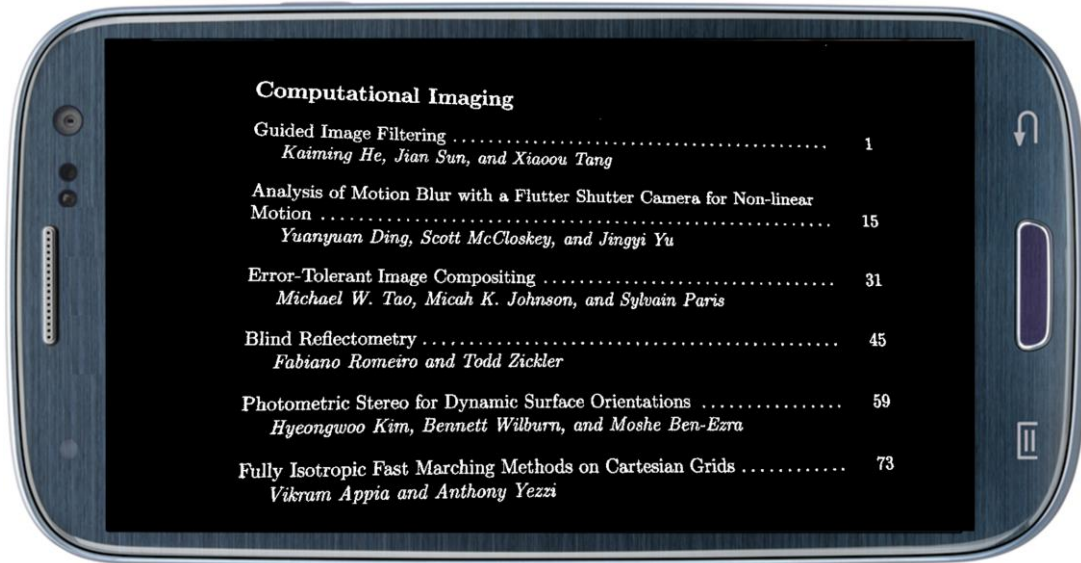 Computational Imaging
Guided Image Filtering ............................................. 1
Kaiming He, Jian Sun, and Xiaoou Tang
Analysis of Motion Blur with a Flutter Shutter Camera for Non-linear
Motion ............................................................. 15
Yuanyuan Ding, Scott McCloskey, and Jingyi Yu
Error-Tolerant Image Compositing ................................... 31
Michael W. Tao, Micah K. Johnson, and Sylvain Paris
Blind Reflectometry ................................................ 45
Fabiano Romeiro and Todd Zickler
Photometric Stereo for Dynamic Surface Orientations ................ 59
Hyeongwoo Kim, Bennett Wilburn, and Moshe Ben-Ezra
Fully Isotropic Fast Marching Methods on Cartesian Grids ............ 73
Vikram Appia and Anthony Yezzi